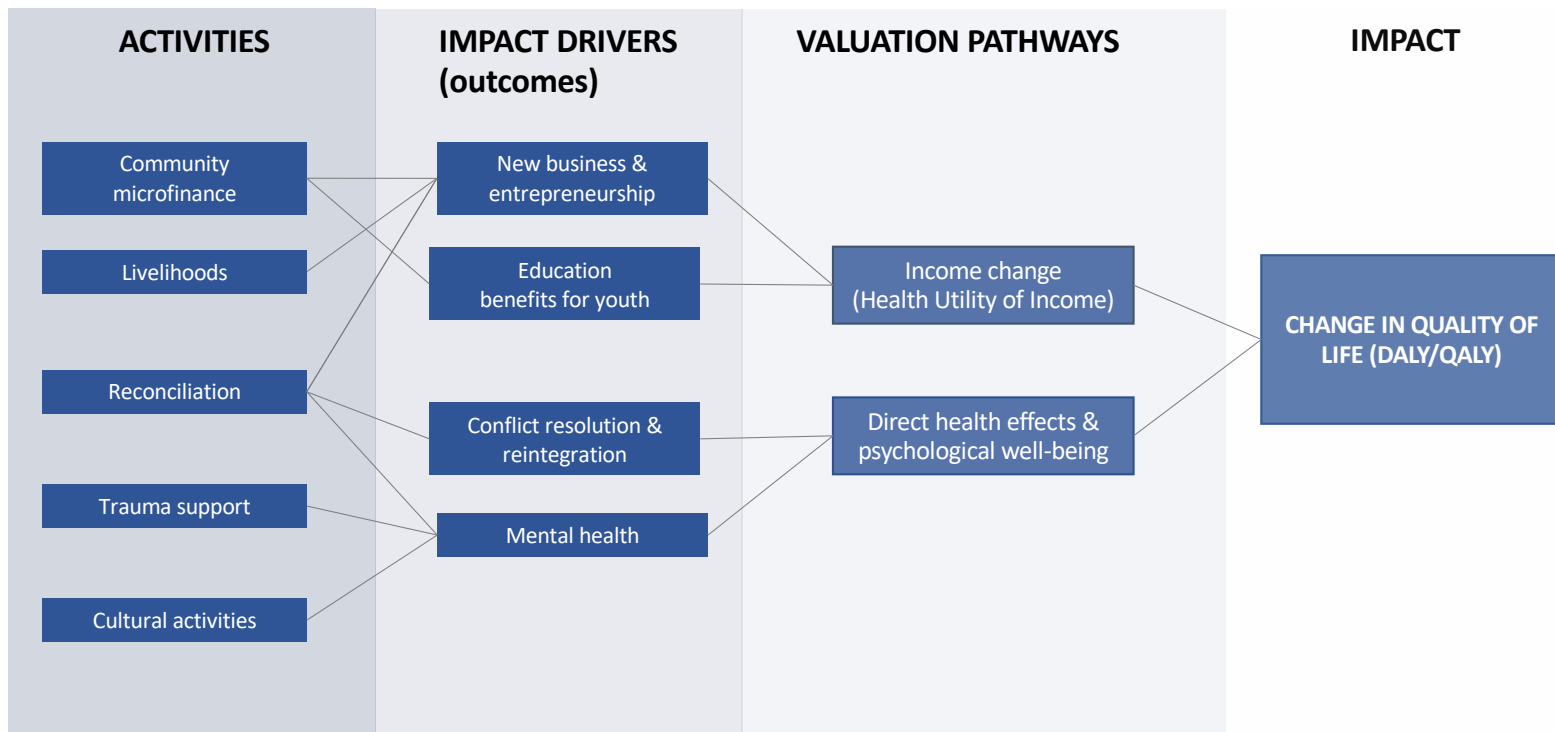 ACTIVITIES
IMPACT DRIVERS
(outcomes)
VALUATION PATHWAYS
IMPACT
Community
microfinance
Livelihoods
Reconciliation
Trauma support
Cultural activities
New business &
entrepreneurship
Education
benefits for youth
Conflict resolution &
reintegration
Mental health
Income change
(Health Utility of Income)
Direct health effects &
psychological well-being
CHANGE IN QUALITY OF
LIFE (DALY/QALY)